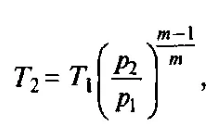 T₂ = T₁(p₂/p₁)^((m−1)/m),